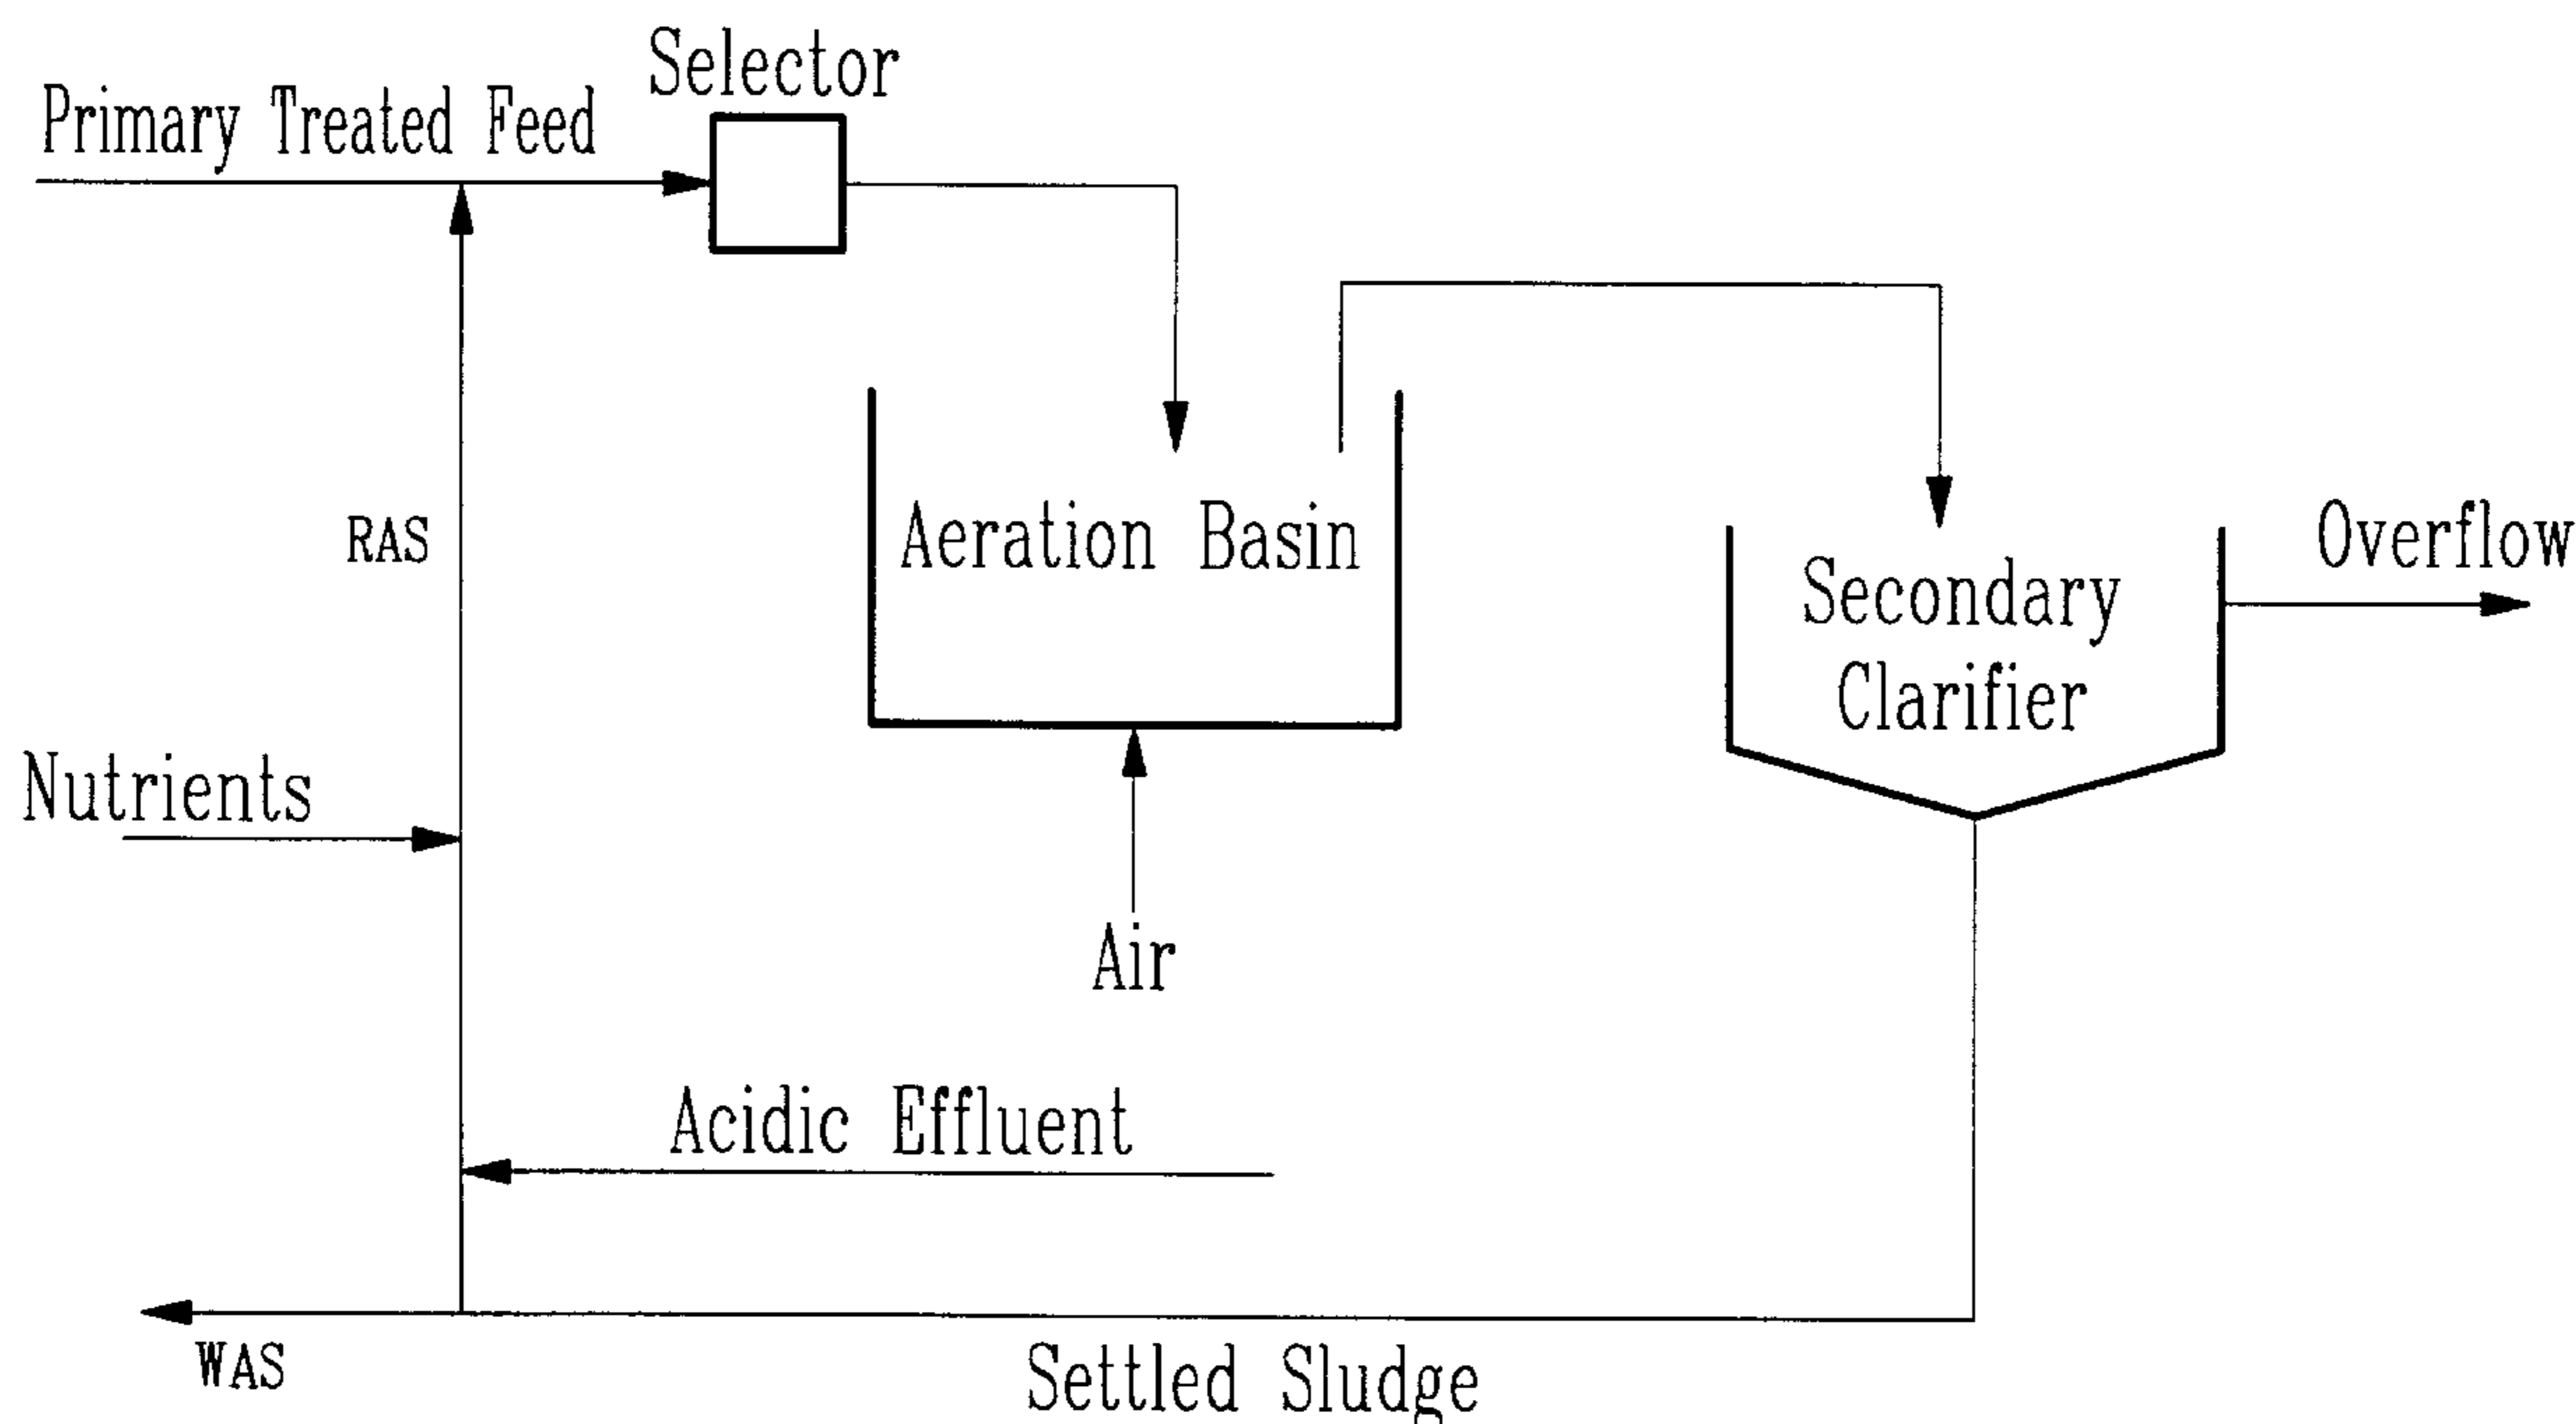 Selector
Primary Treated Feed
RAS
Aeration Basin
Overflow
Secondary
Clarifier
Nutrients
Air
Acidic Effluent
WAS
Settled Sludge